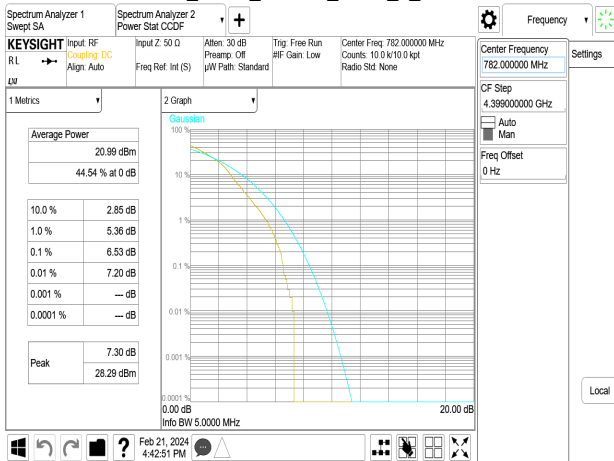 Spectrum Analyzer 1
Swept SA
Spectrum Analyzer 2
Power Stat CCDF
Frequency
KEYSIGHT
RL
LXI
Input: RF
Coupling: DC
Align: Auto
Input Z: 50 Ω
Freq Ref: Int (S)
Atten: 30 dB
Preamp: Off
µW Path: Standard
Trig: Free Run
#IF Gain: Low
Center Freq: 782.000000 MHz
Counts: 10.0 k/10.0 kpt
Radio Std: None
Center Frequency
782.000000 MHz
Settings
CF Step
4.399000000 GHz
Auto
Man
Freq Offset
0 Hz
Local
1 Metrics
Average Power
20.99 dBm
44.54 % at 0 dB
10.0 % 2.85 dB
1.0 % 5.36 dB
0.1 % 6.53 dB
0.01 % 7.20 dB
0.001 % --- dB
0.0001 % --- dB
Peak
7.30 dB
28.29 dBm
2 Graph
Gaussian
100 %
10 %
1 %
0.1 %
0.01 %
0.001 %
0.0001 %
0.00 dB
20.00 dB
Info BW 5.0000 MHz
?
Feb 21, 2024
4:42:51 PM